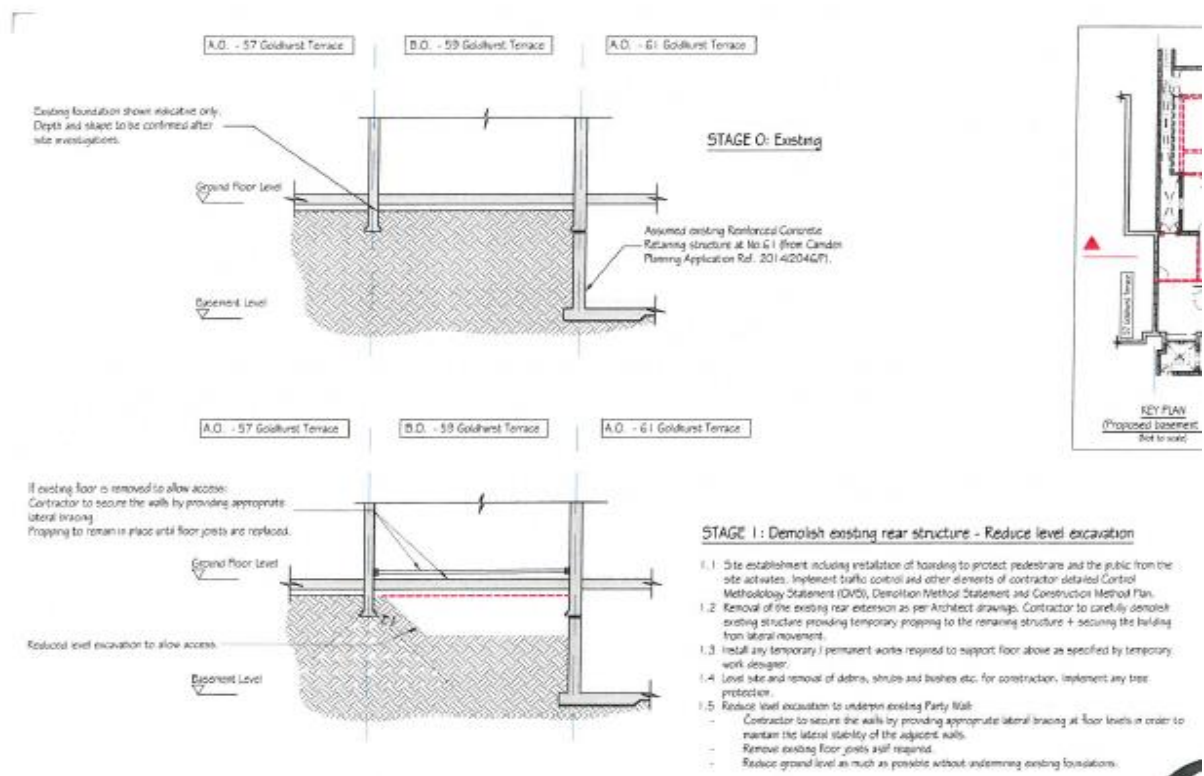 A.O. - 57 Goldhurst Terrace
B.O. - 59 Goldhurst Terrace
A.O. - 61 Goldhurst Terrace
Existing foundation shown indicative only.
Depth and shape to be confirmed after
site investigations.
STAGE 0: Existing
Ground Floor Level
Assumed existing Reinforced Concrete
Retaining structure at No.61 (from Camden
Planning Application Ref. 2014/2046/P).
Basement Level
57 Goldhurst Terrace
KEY PLAN
(Proposed basement
(Not to scale)
A.O. - 57 Goldhurst Terrace
B.O. - 59 Goldhurst Terrace
A.O. - 61 Goldhurst Terrace
If existing floor is removed to allow access:
Contractor to secure the walls by providing appropriate
lateral bracing
Propping to remain in place until floor joists are replaced.
Ground Floor Level
Reduced level excavation to allow access.
Basement Level
STAGE 1: Demolish existing rear structure - Reduce level excavation
1.1 Site establishment including installation of hoarding to protect pedestrians and the public from the
site activates. Implement traffic control and other elements of contractor detailed Control
Methodology Statement (CMS), Demolition Method Statement and Construction Method Plan.
1.2 Removal of the existing rear extension as per Architect drawings. Contractor to carefully demolish
existing structure providing temporary propping to the remaining structure + securing the building
from lateral movement.
1.3 Install any temporary / permanent works required to support floor above as specified by temporary
work designer.
1.4 Level site and removal of debris, shrubs and bushes etc. for construction. Implement any tree
protection.
1.5 Reduce level excavation to underpin existing Party Wall:
- Contractor to secure the walls by providing appropriate lateral bracing at floor levels in order to
maintain the lateral stability of the adjacent walls.
- Remove existing floor joists as/if required.
- Reduce ground level as much as possible without undermining existing foundations.